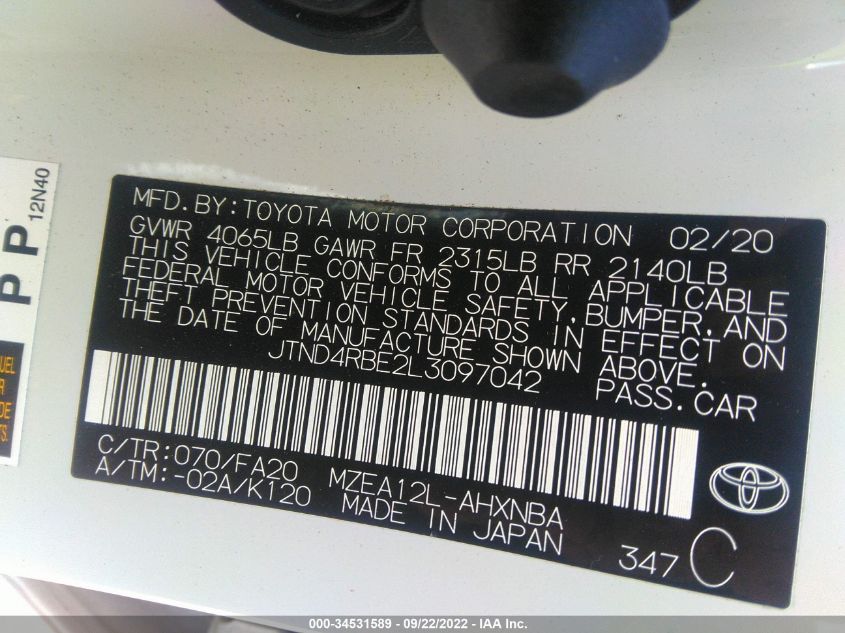 MFD.BY:TOYOTA MOTOR CORPORATION 02/20
GVWR 4065LB GAWR FR 2315LB RR 2140LB
THIS VEHICLE CONFORMS TO ALL APPLICABLE
FEDERAL MOTOR VEHICLE SAFETY,BUMPER,AND
THEFT PREVENTION STANDARDS IN EFFECT ON
THE DATE OF MANUFACTURE SHOWN ABOVE.
JTND4RBE2L3097042 PASS.CAR
C/TR:070/FA20 MZEA12L-AHXNBA
A/TM:-02A/K120 MADE IN JAPAN
347 C
P P
12N40
000-34531589 - 09/22/2022 - IAA Inc.